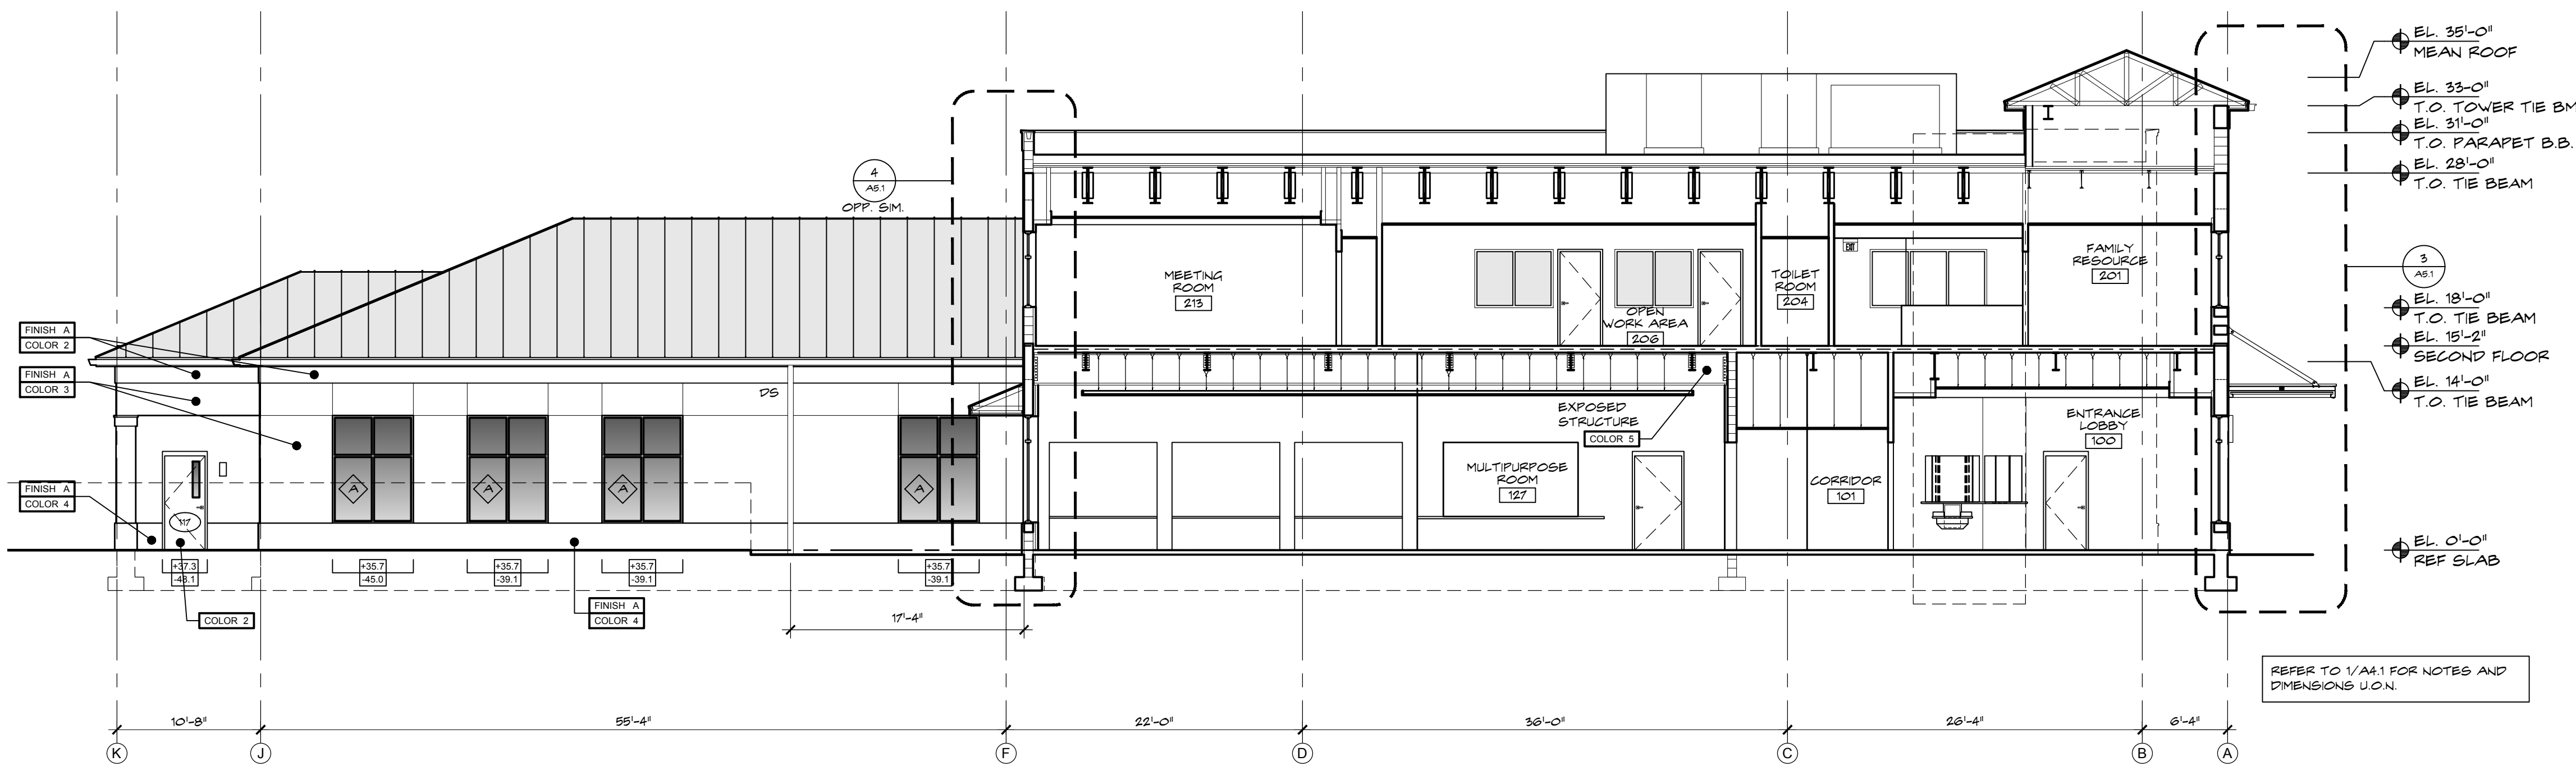 EL. 35'-0"
MEAN ROOF
EL. 33'-0"
T.O. TOWER TIE BM
EL. 31'-0"
T.O. PARAPET B.B.
EL. 28'-0"
T.O. TIE BEAM
3
A5.1
EL. 18'-0"
T.O. TIE BEAM
EL. 15'-2"
SECOND FLOOR
EL. 14'-0"
T.O. TIE BEAM
EL. 0'-0"
REF SLAB
4
A5.1
OPP. SIM.
MEETING
ROOM
213
OPEN
WORK AREA
206
TOILET
ROOM
204
EXIT
FAMILY
RESOURCE
201
FINISH A
COLOR 2
FINISH A
COLOR 3
FINISH A
COLOR 4
DS
A
A
A
A
117
EXPOSED
STRUCTURE
COLOR 5
MULTIPURPOSE
ROOM
127
CORRIDOR
101
ENTRANCE
LOBBY
100
+37.3
-48.1
+35.7
-45.0
+35.7
-39.1
+35.7
-39.1
+35.7
-39.1
COLOR 2
FINISH A
COLOR 4
17'-4"
REFER TO 1/A4.1 FOR NOTES AND
DIMENSIONS U.O.N.
10'-8"
55'-4"
22'-0"
36'-0"
26'-4"
6'-4"
K
J
F
D
C
B
A